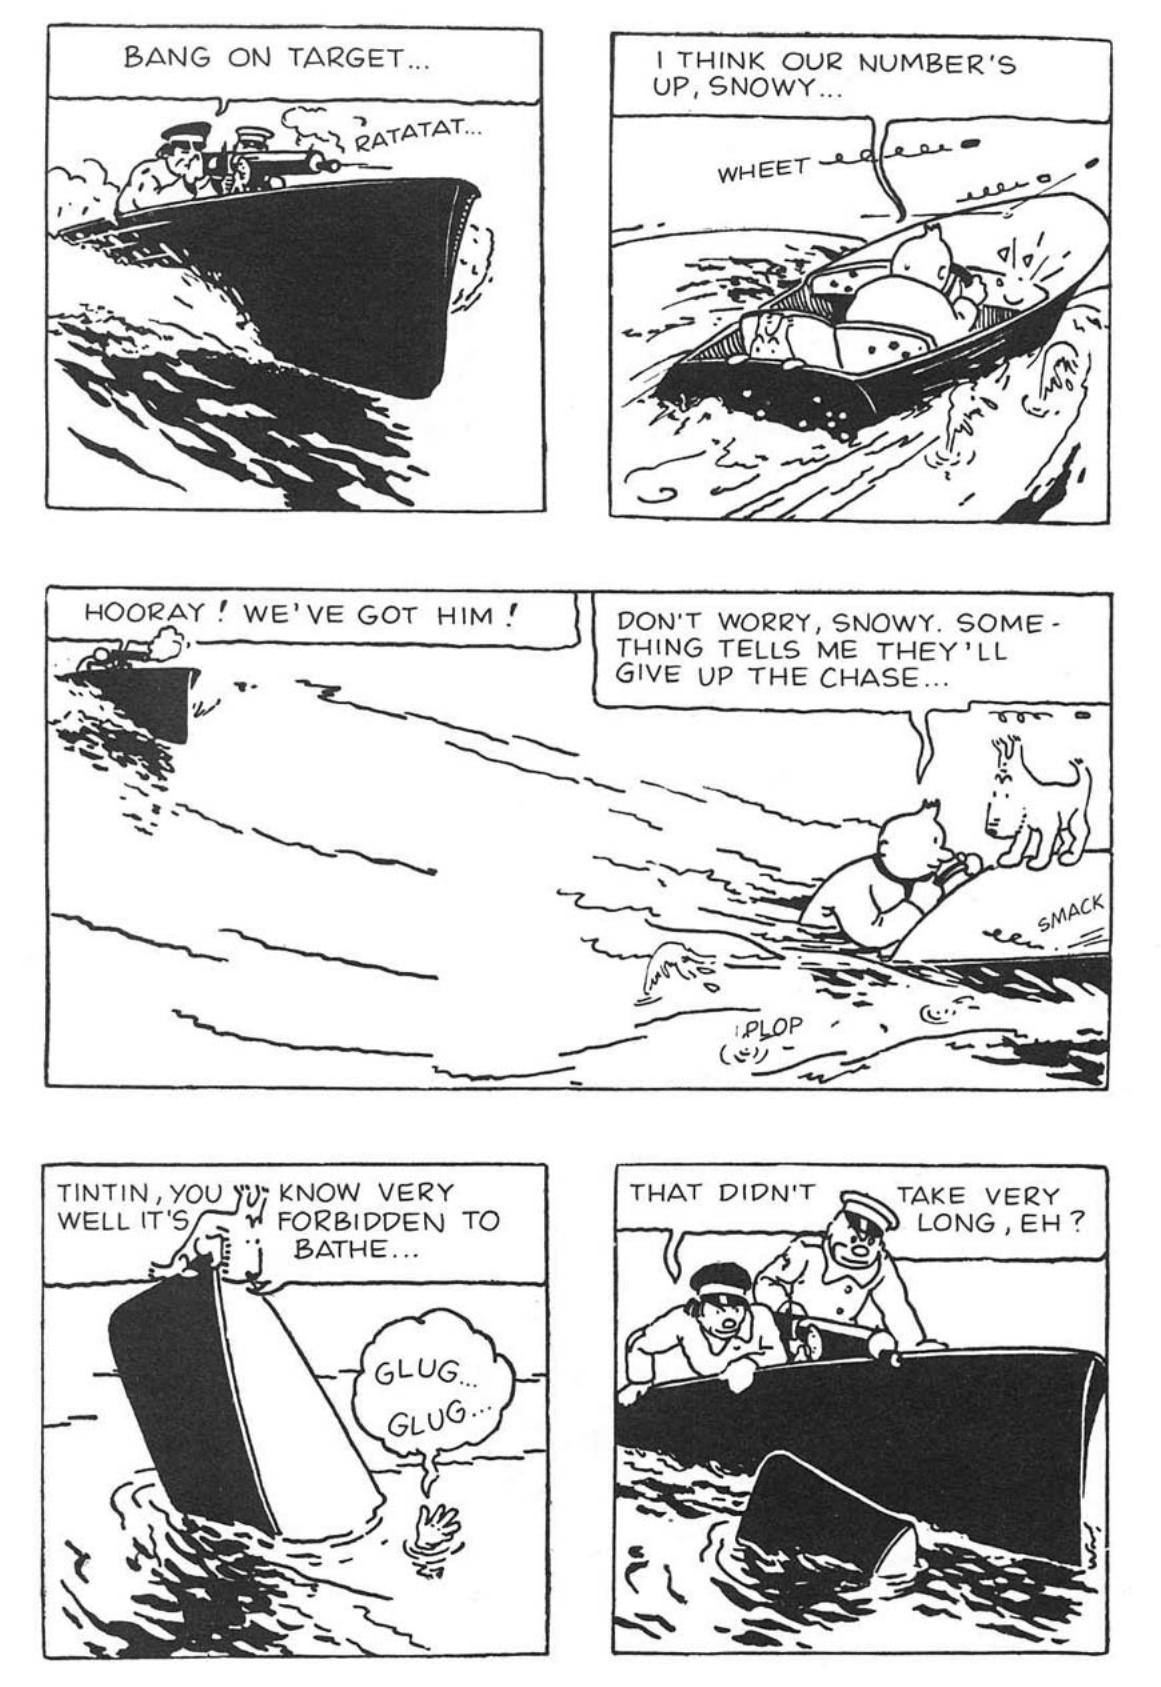 BANG ON TARGET...
RATATAT...
I THINK OUR NUMBER'S
UP, SNOWY...
WHEET
HOORAY! WE'VE GOT HIM!
DON'T WORRY, SNOWY. SOME-
THING TELLS ME THEY'LL
GIVE UP THE CHASE...
SMACK
PLOP
TINTIN, YOU KNOW VERY
WELL IT'S FORBIDDEN TO
BATHE...
GLUG...
GLUG...
THAT DIDN'T TAKE VERY
LONG, EH?